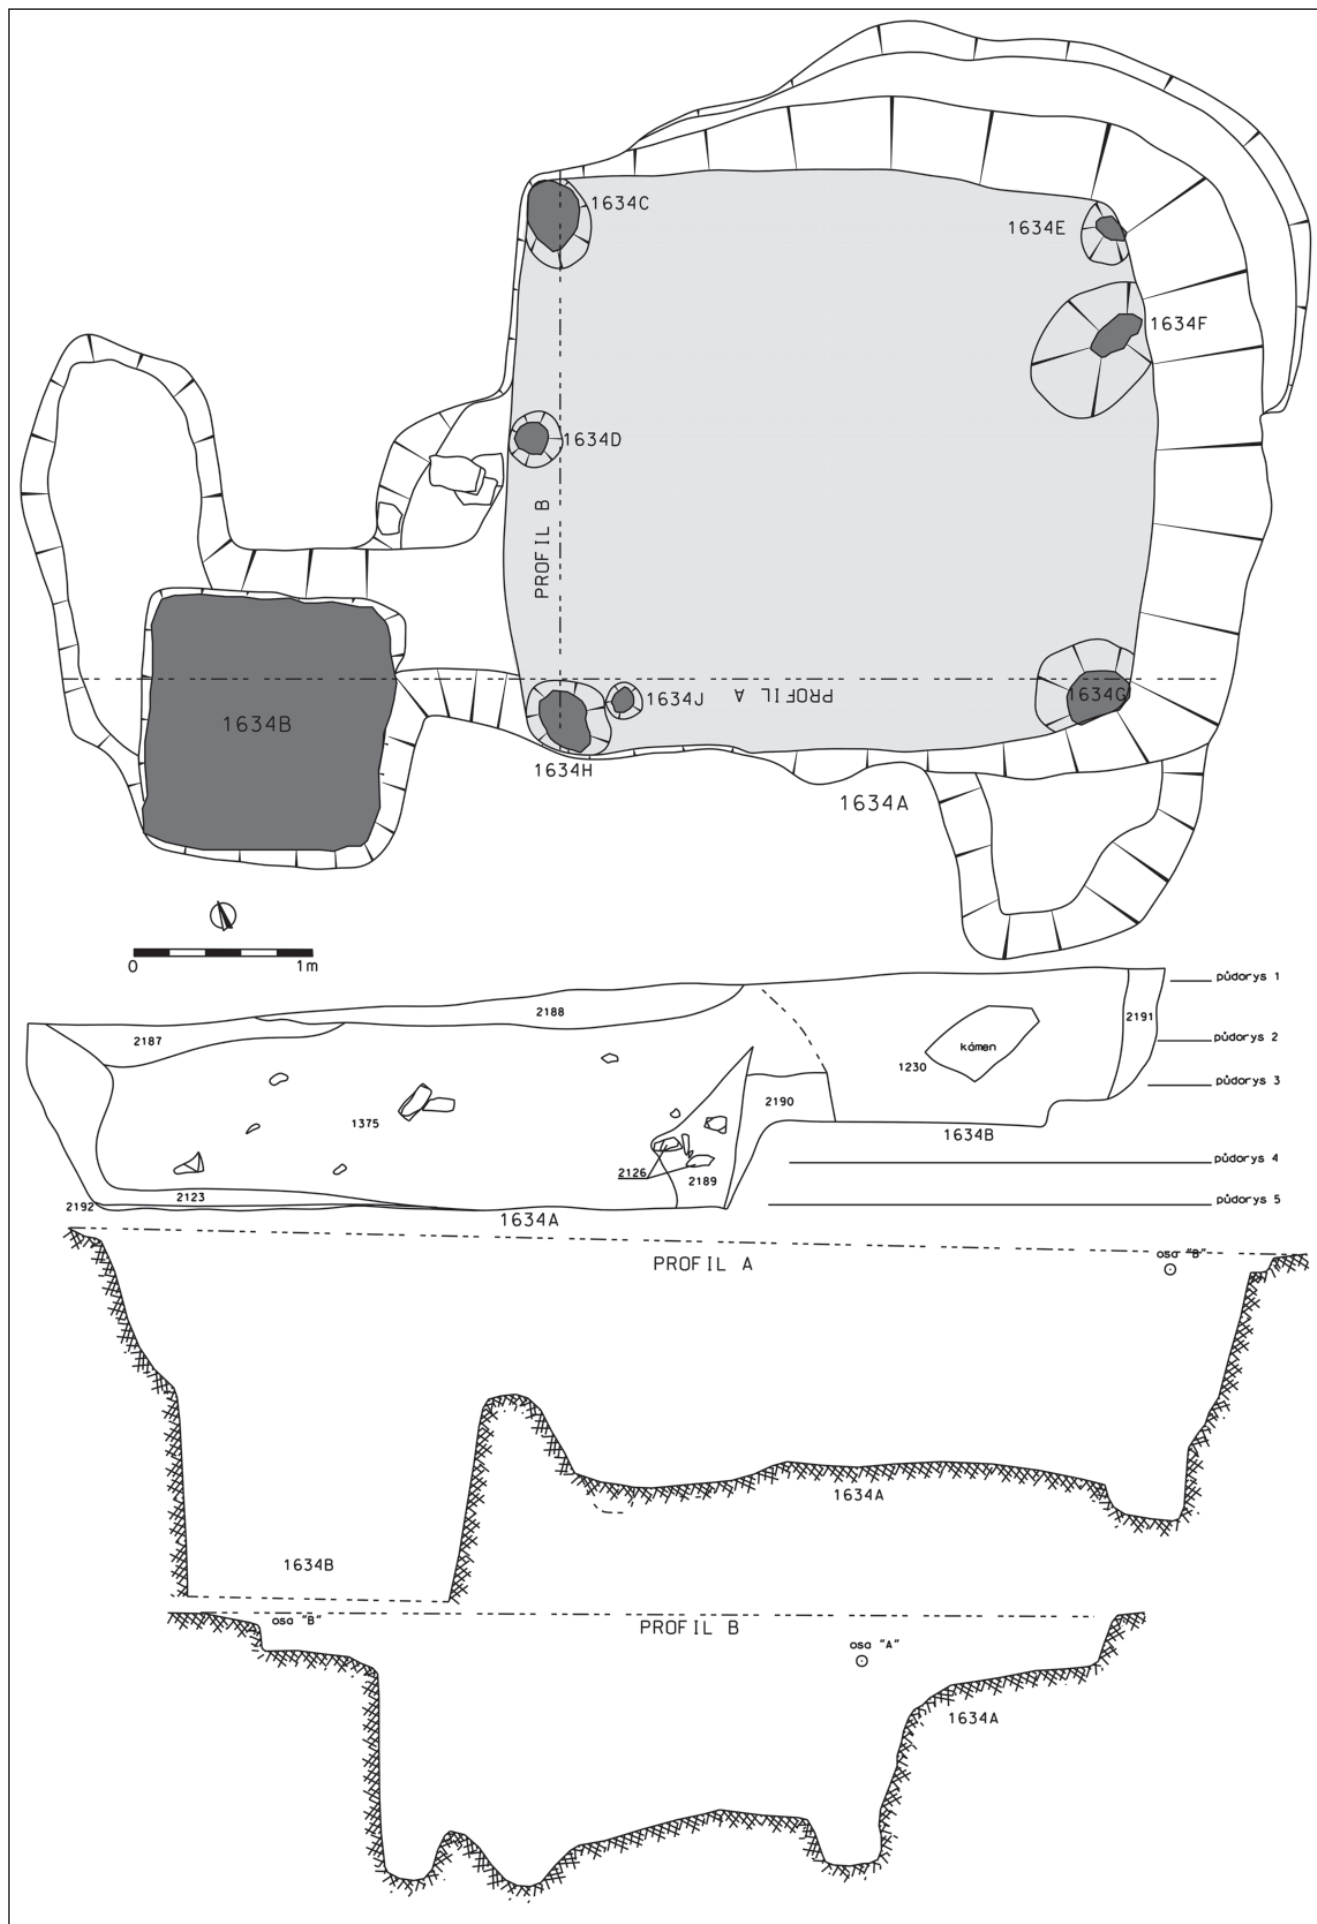 1634C
1634E
1634F
1634D
PROFIL B
1634B
1634J
PROFIL A
1634G
1634H
1634A
0 1m
půdorys 1
2188
2191
2187
půdorys 2
kámen
1230
půdorys 3
2190
1375
1634B
půdorys 4
2126
2189
2123
půdorys 5
2192
1634A
PROFIL A
osa "B"
1634A
1634B
osa "B"
PROFIL B
osa "A"
1634A